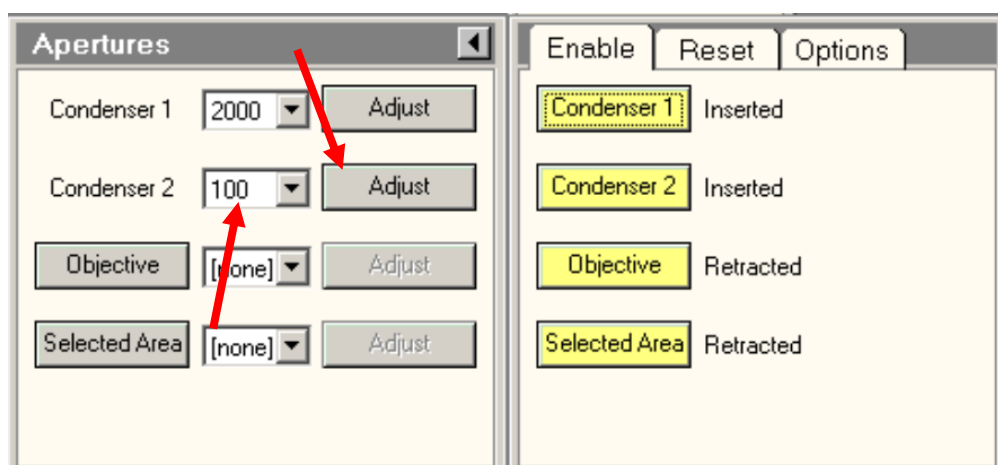 Apertures
Condenser 1 2000 Adjust
Condenser 2 100 Adjust
Objective [none] Adjust
Selected Area [none] Adjust
Enable Reset Options
Condenser 1 Inserted
Condenser 2 Inserted
Objective Retracted
Selected Area Retracted